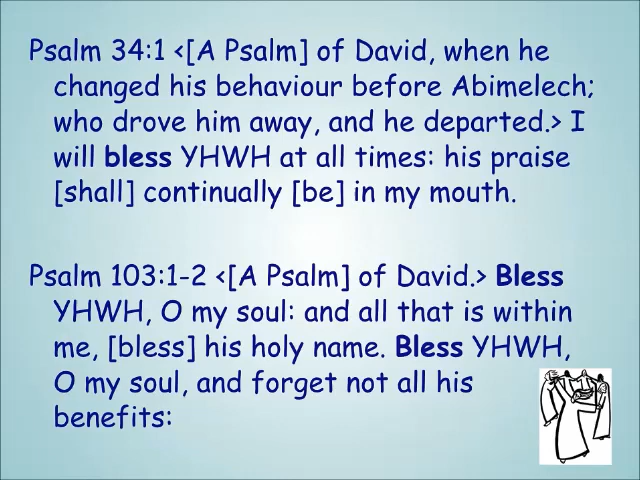 Psalm 34:1 <[A Psalm] of David, when he
changed his behaviour before Abimelech;
who drove him away, and he departed.> I
will bless YHWH at all times: his praise
[shall] continually [be] in my mouth.
Psalm 103:1-2 <[A Psalm] of David.> Bless
YHWH, O my soul: and all that is within
me, [bless] his holy name. Bless YHWH,
O my soul, and forget not all his
benefits: